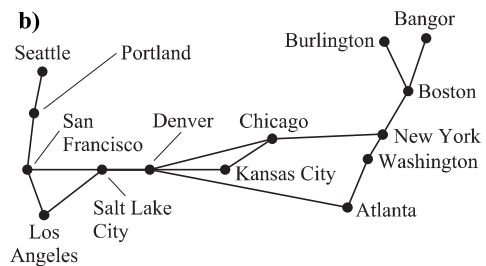 b)
Bangor
Burlington
Seattle
Portland
Boston
San
Francisco
Denver
Chicago
New York
Washington
Kansas City
Salt Lake
City
Atlanta
Los
Angeles